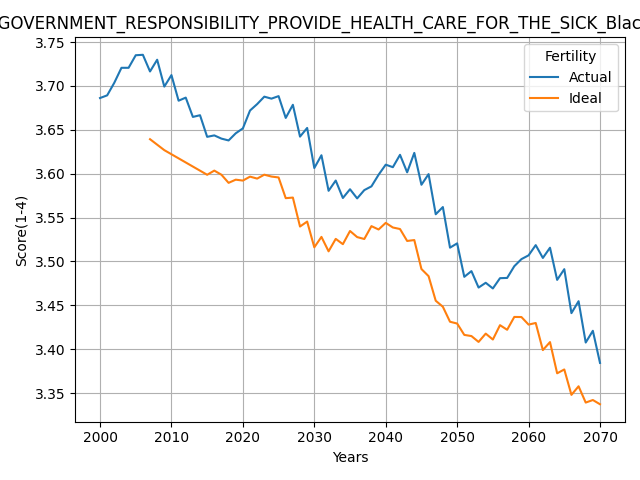 GOVERNMENT_RESPONSIBILITY_PROVIDE_HEALTH_CARE_FOR_THE_SICK_Blac
3.75
3.70
3.65
3.60
3.55
3.50
3.45
3.40
3.35
Score(1-4)
Fertility
Actual
Ideal
2000 2010 2020 2030 2040 2050 2060 2070
Years